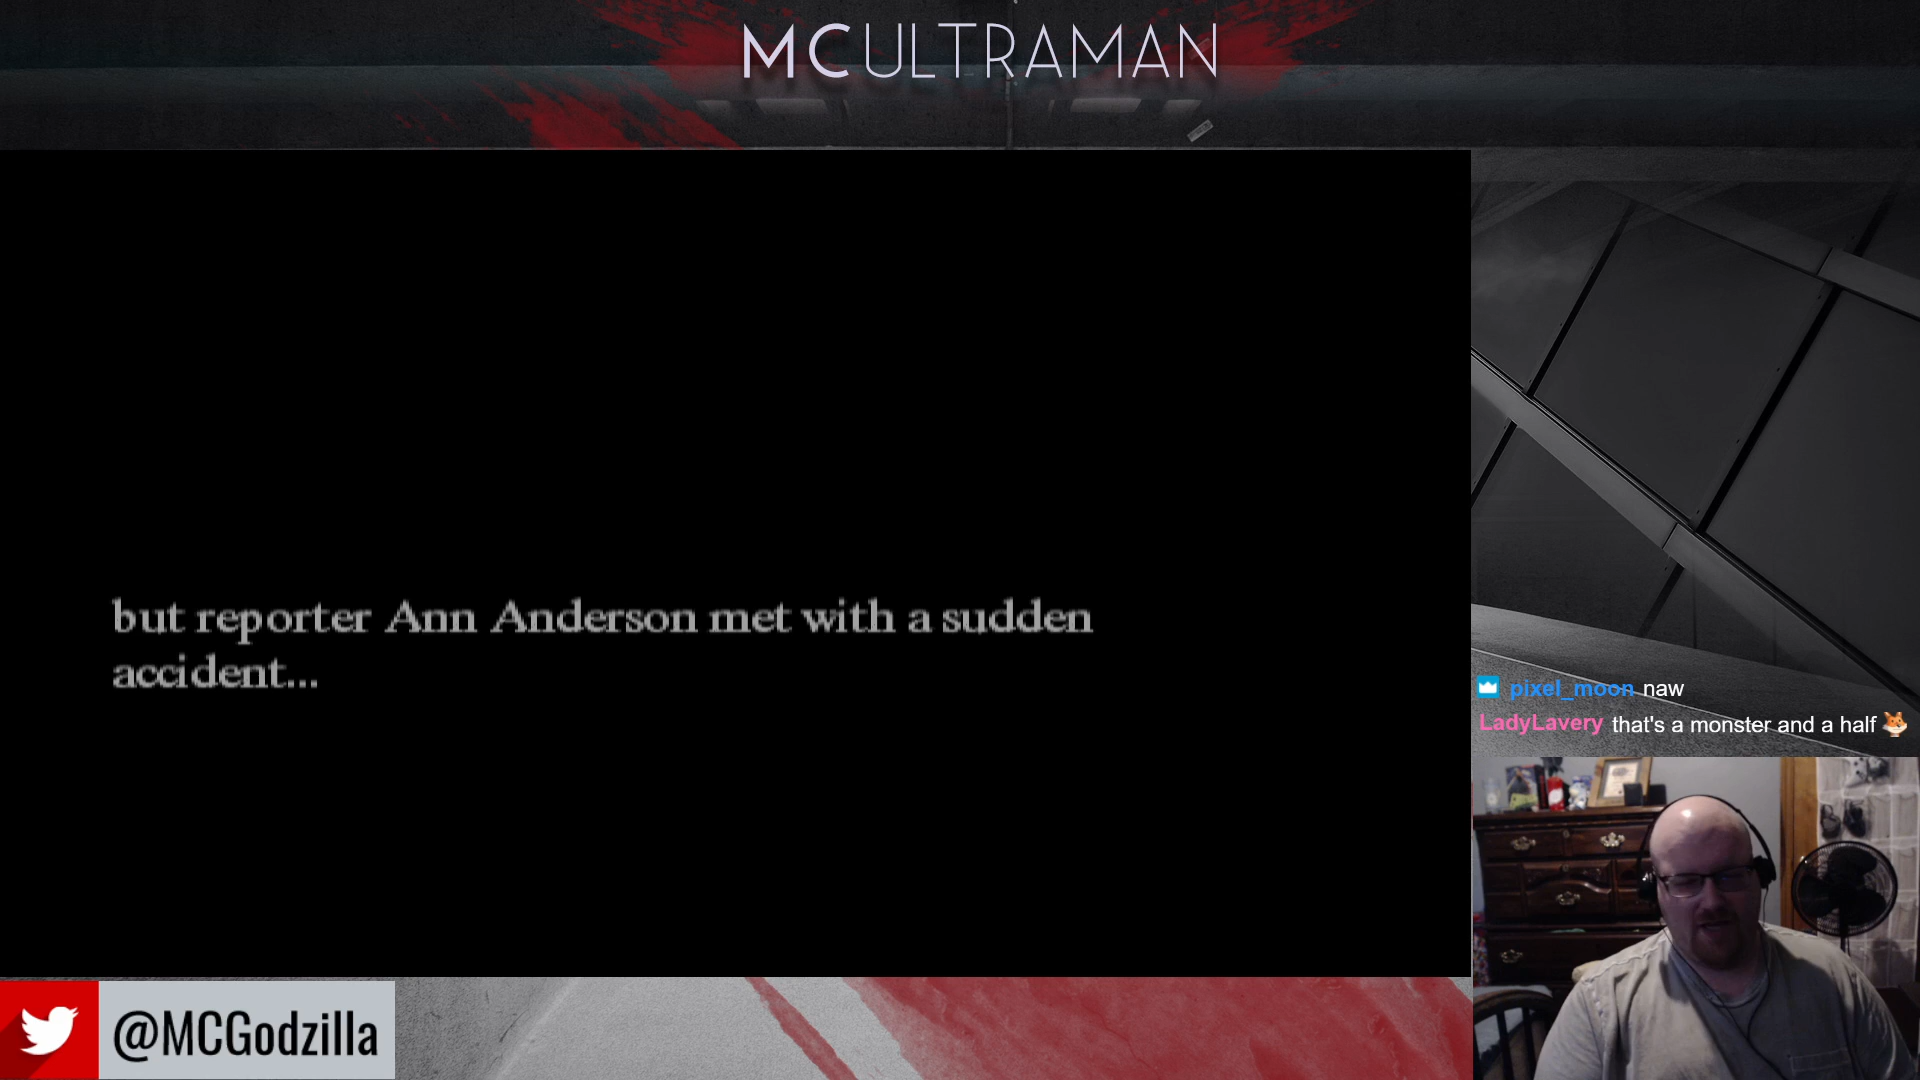 MCULTRAMAN
but reporter Ann Anderson met with a sudden
accident...
pixel_moon naw
LadyLavery that's a monster and a half
@MCGodzilla